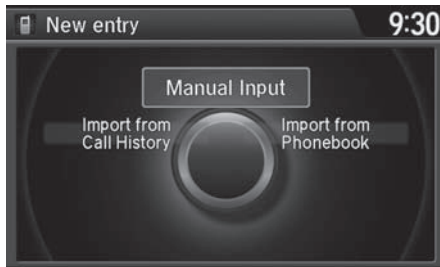 New entry
9:30
Manual Input
Import from
Call History
Import from
Phonebook